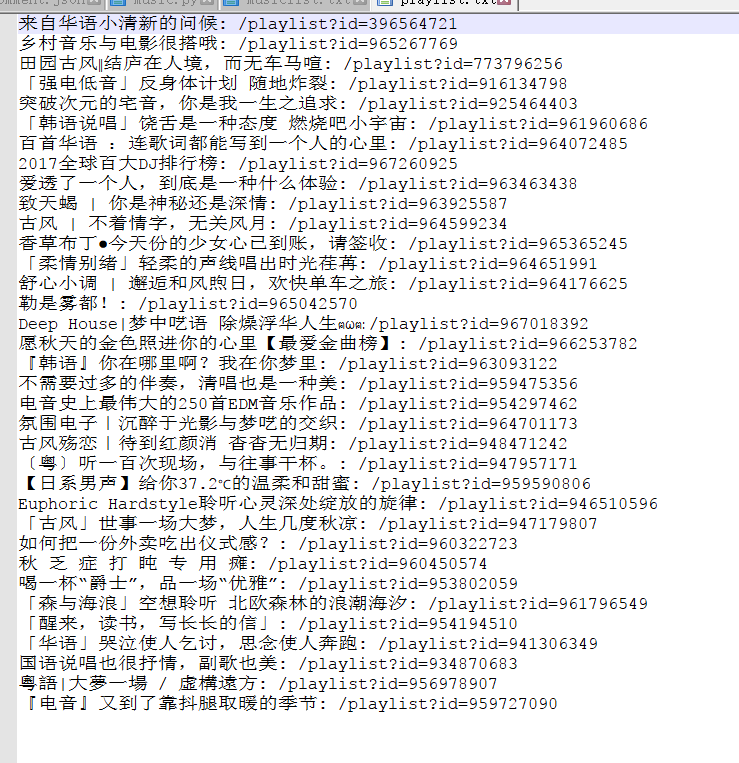 omment.json
music.py
musiclist.txt
playlist.txt
来自华语小清新的问候: /playlist?id=396564721
乡村音乐与电影很搭哦: /playlist?id=965267769
田园古风‖结庐在人境，而无车马喧: /playlist?id=773796256
「强电低音」反身体计划 随地炸裂: /playlist?id=916134798
突破次元的宅音，你是我一生之追求: /playlist?id=925464403
「韩语说唱」饶舌是一种态度 燃烧吧小宇宙: /playlist?id=961960686
百首华语 ：连歌词都能写到一个人的心里: /playlist?id=964072485
2017全球百大DJ排行榜: /playlist?id=967260925
爱透了一个人，到底是一种什么体验: /playlist?id=963463438
致天蝎 | 你是神秘还是深情: /playlist?id=963925587
古风 | 不着情字，无关风月: /playlist?id=964599234
香草布丁●今天份的少女心已到账，请签收: /playlist?id=965365245
「柔情别绪」轻柔的声线唱出时光荏苒: /playlist?id=964651991
舒心小调 | 邂逅和风煦日，欢快单车之旅: /playlist?id=964176625
勒是雾都！: /playlist?id=965042570
Deep House|梦中呓语 除燥浮华人生ฅωฅ: /playlist?id=967018392
愿秋天的金色照进你的心里【最爱金曲榜】: /playlist?id=966253782
『韩语』你在哪里啊？我在你梦里: /playlist?id=963093122
不需要过多的伴奏，清唱也是一种美: /playlist?id=959475356
电音史上最伟大的250首EDM音乐作品: /playlist?id=954297462
氛围电子丨沉醉于光影与梦呓的交织: /playlist?id=964701173
古风殇恋丨待到红颜消 杳杳无归期: /playlist?id=948471242
〔粤〕听一百次现场，与往事干杯。: /playlist?id=947957171
【日系男声】给你37.2℃的温柔和甜蜜: /playlist?id=959590806
Euphoric Hardstyle聆听心灵深处绽放的旋律: /playlist?id=946510596
「古风」世事一场大梦，人生几度秋凉: /playlist?id=947179807
如何把一份外卖吃出仪式感？: /playlist?id=960322723
秋 乏 症 打 盹 专 用 瘫: /playlist?id=960450574
喝一杯“爵士”，品一场“优雅”: /playlist?id=953802059
「森与海浪」空想聆听 北欧森林的浪潮海汐: /playlist?id=961796549
「醒来，读书，写长长的信」: /playlist?id=954194510
「华语」哭泣使人乞讨，思念使人奔跑: /playlist?id=941306349
国语说唱也很抒情，副歌也美: /playlist?id=934870683
粵語|大夢一場 / 虛構遠方: /playlist?id=956978907
『电音』又到了靠抖腿取暖的季节: /playlist?id=959727090